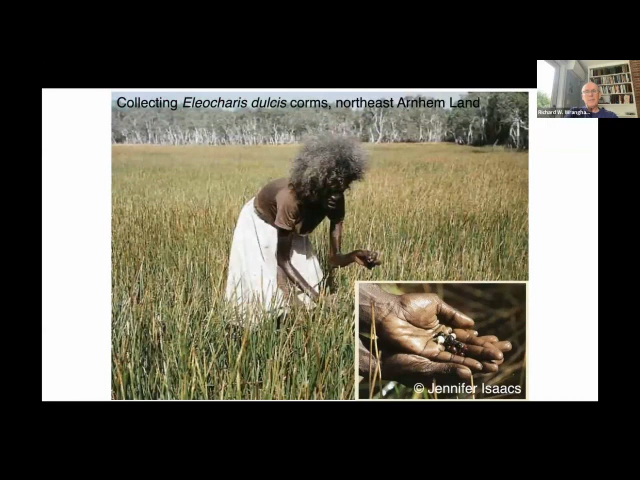 Collecting Eleocharis dulcis corms, northeast Arnhem Land
Richard W. Wrangha...
© Jennifer Isaacs